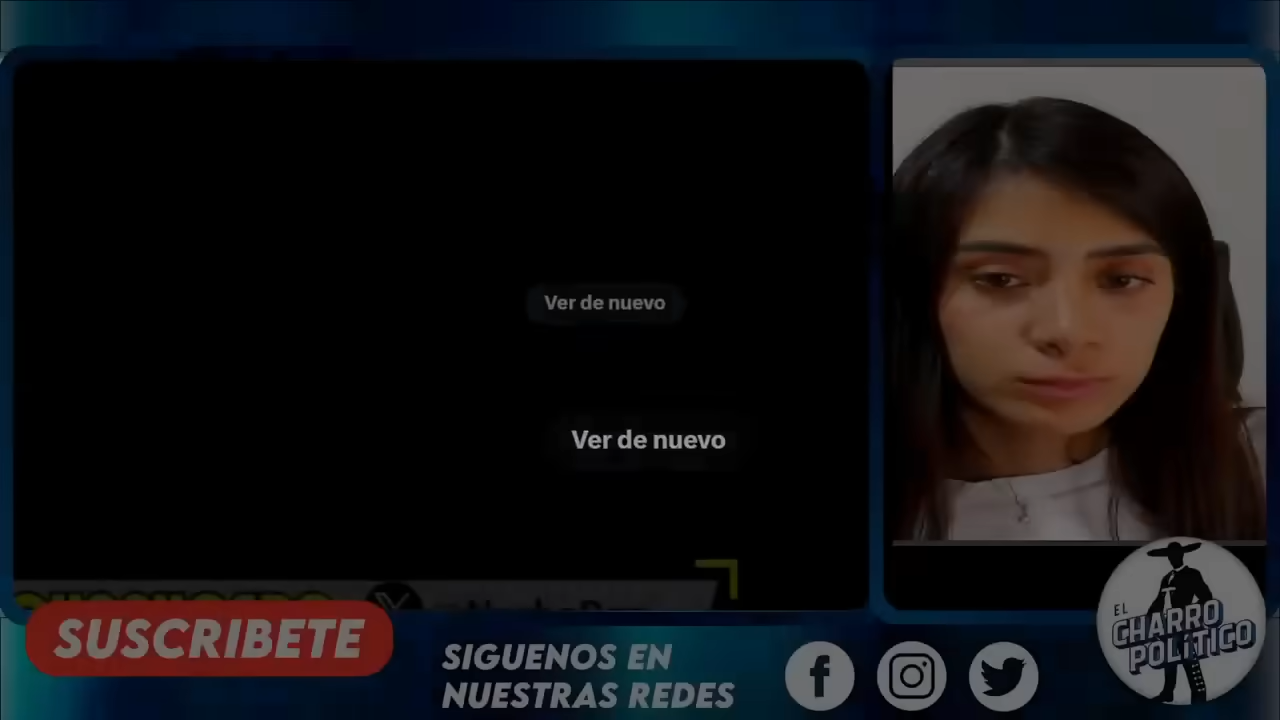 Ver de nuevo
Ver de nuevo
SUSCRIBETE
SIGUENOS EN
NUESTRAS REDES
EL
CHARRO
POLÍTICO